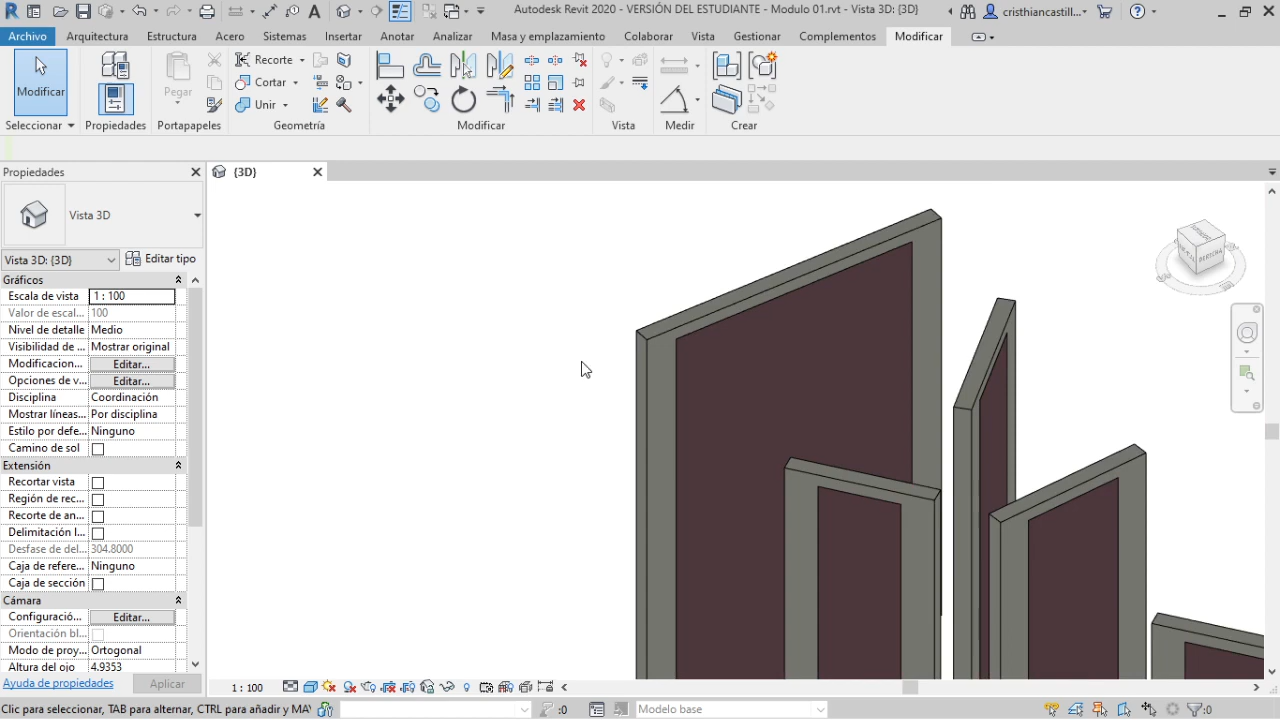 Autodesk Revit 2020 - VERSIÓN DEL ESTUDIANTE - Modulo 01.rvt - Vista 3D: {3D}
cristhiancastill...
Archivo Arquitectura Estructura Acero Sistemas Insertar Anotar Analizar Masa y emplazamiento Colaborar Vista Gestionar Complementos Modificar
Modificar
Pegar
Recorte
Cortar
Unir
Seleccionar Propiedades Portapapeles Geometría Modificar Vista Medir Crear
Propiedades
{3D}
Vista 3D
Vista 3D: {3D} Editar tipo
Gráficos
Escala de vista 1 : 100
Valor de escal... 100
Nivel de detalle Medio
Visibilidad de ... Mostrar original
Modificacion... Editar...
Opciones de v... Editar...
Disciplina Coordinación
Mostrar líneas... Por disciplina
Estilo por defe... Ninguno
Camino de sol
Extensión
Recortar vista
Región de rec...
Recorte de an...
Delimitación l...
Desfase de del... 304.8000
Caja de refere... Ninguno
Caja de sección
Cámara
Configuració... Editar...
Orientación bl...
Modo de proy... Ortogonal
Altura del ojo 4.9353
Ayuda de propiedades Aplicar
1 : 100
Clic para seleccionar, TAB para alternar, CTRL para añadir y MAY
:0
Modelo base
:0